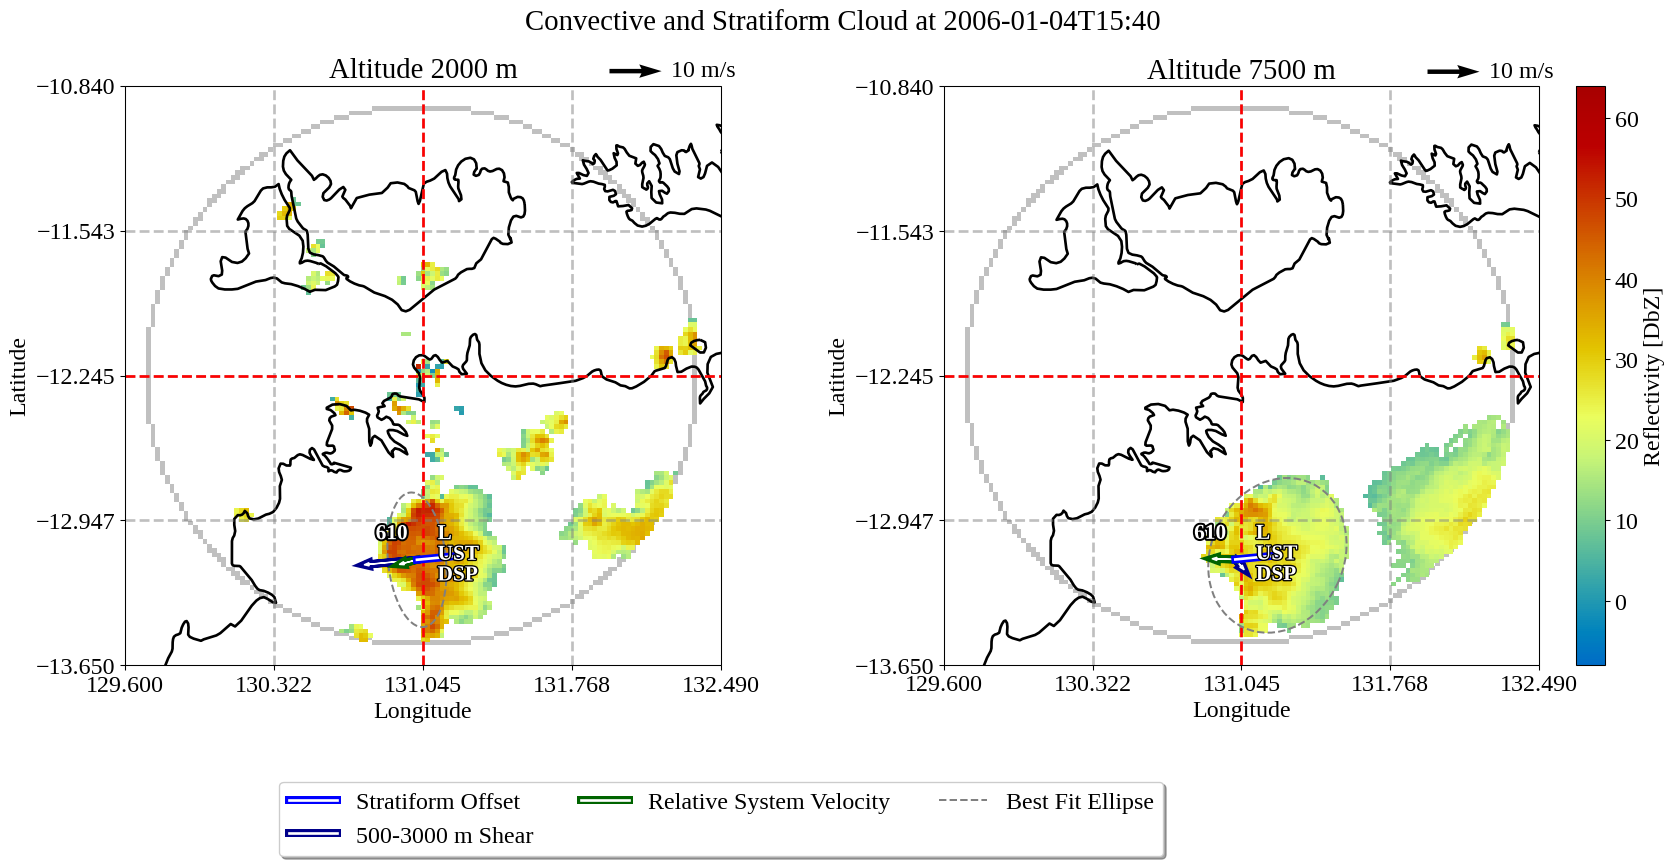 Convective and Stratiform Cloud at 2006-01-04T15:40
Altitude 2000 m
10 m/s
Altitude 7500 m
10 m/s
−10.840
−11.543
−12.245
−12.947
−13.650
Latitude
129.600
130.322
131.045
131.768
132.490
Longitude
610
L
UST
DSP
−10.840
−11.543
−12.245
−12.947
−13.650
Latitude
129.600
130.322
131.045
131.768
132.490
Longitude
610
L
UST
DSP
60
50
40
30
20
10
0
Reflectivity [DbZ]
Stratiform Offset
500-3000 m Shear
Relative System Velocity
Best Fit Ellipse